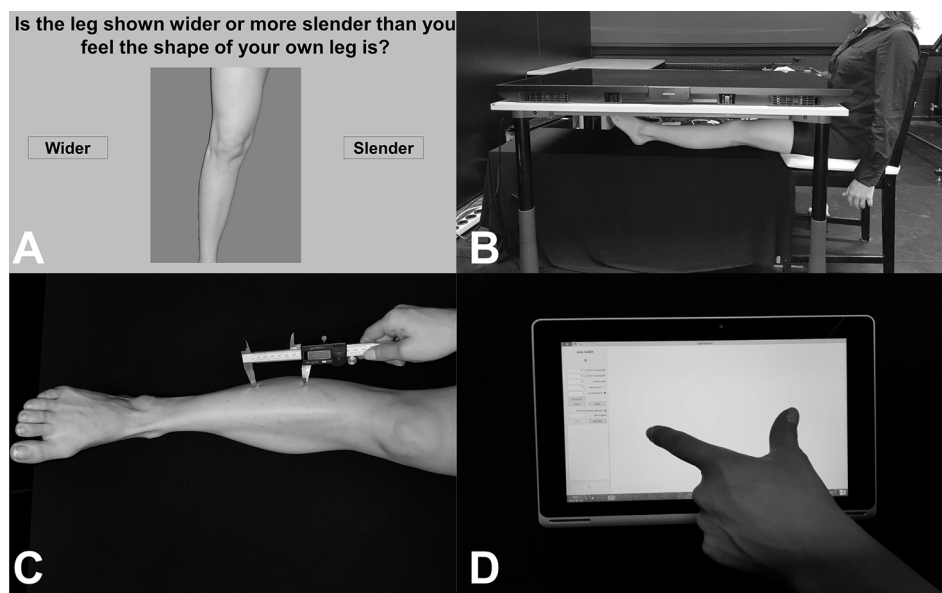 Is the leg shown wider or more slender than you
feel the shape of your own leg is?
Wider
Slender
A
B
C
D